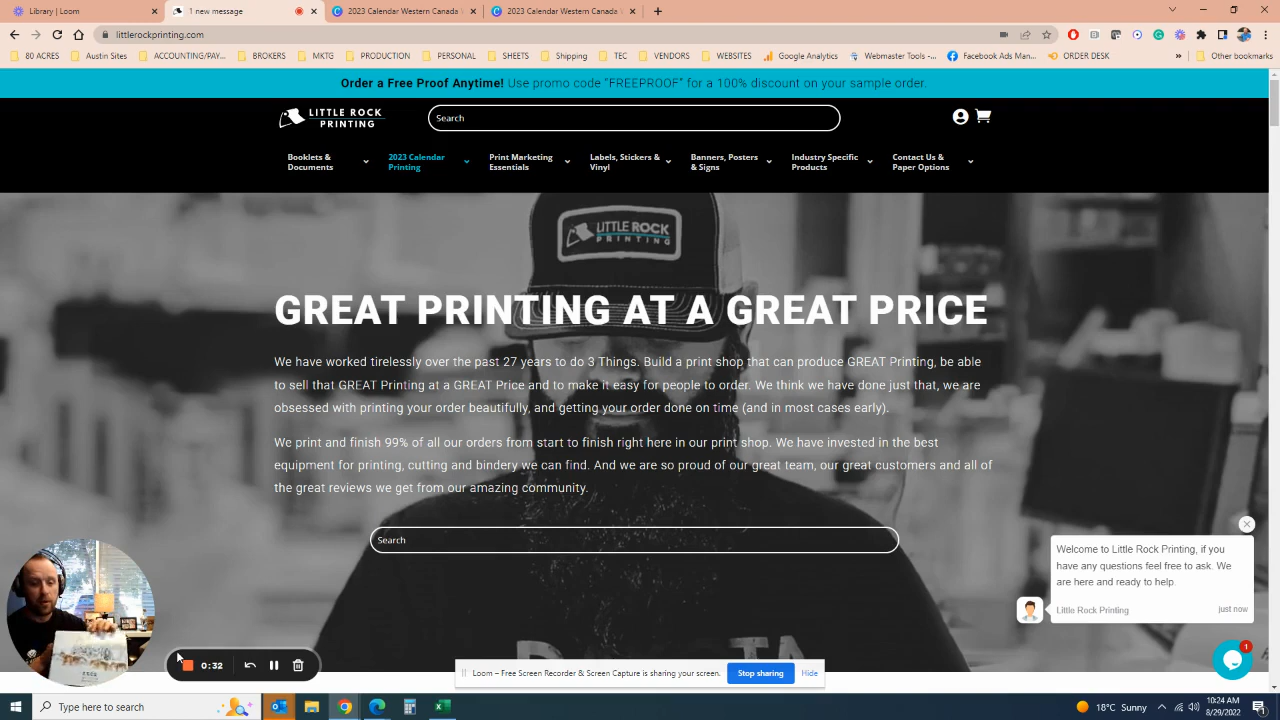 Library | Loom
1 new message
2023 Calendar Western Canada
2023 Calendar Western Canada
littlerockprinting.com
80 ACRES
Austin Sites
ACCOUNTING/PAY...
BROKERS
MKTG
PRODUCTION
PERSONAL
SHEETS
Shipping
TEC
VENDORS
WEBSITES
Google Analytics
Webmaster Tools -...
Facebook Ads Man...
ORDER DESK
»
Other bookmarks
Order a Free Proof Anytime! Use promo code "FREEPROOF" for a 100% discount on your sample order.
LITTLE ROCK
PRINTING
Search
Booklets &
Documents
2023 Calendar
Printing
Print Marketing
Essentials
Labels, Stickers &
Vinyl
Banners, Posters
& Signs
Industry Specific
Products
Contact Us &
Paper Options
LITTLE ROCK
PRINTING
GREAT PRINTING AT A GREAT PRICE
We have worked tirelessly over the past 27 years to do 3 Things. Build a print shop that can produce GREAT Printing, be able
to sell that GREAT Printing at a GREAT Price and to make it easy for people to order. We think we have done just that, we are
obsessed with printing your order beautifully, and getting your order done on time (and in most cases early).
We print and finish 99% of all our orders from start to finish right here in our print shop. We have invested in the best
equipment for printing, cutting and bindery we can find. And we are so proud of our great team, our great customers and all of
the great reviews we get from our amazing community.
Search
Welcome to Little Rock Printing, if you
have any questions feel free to ask. We
are here and ready to help.
Little Rock Printing
just now
1
0:32
Loom – Free Screen Recorder & Screen Capture is sharing your screen.
Stop sharing
Hide
Type here to search
18°C Sunny
10:24 AM
8/29/2022